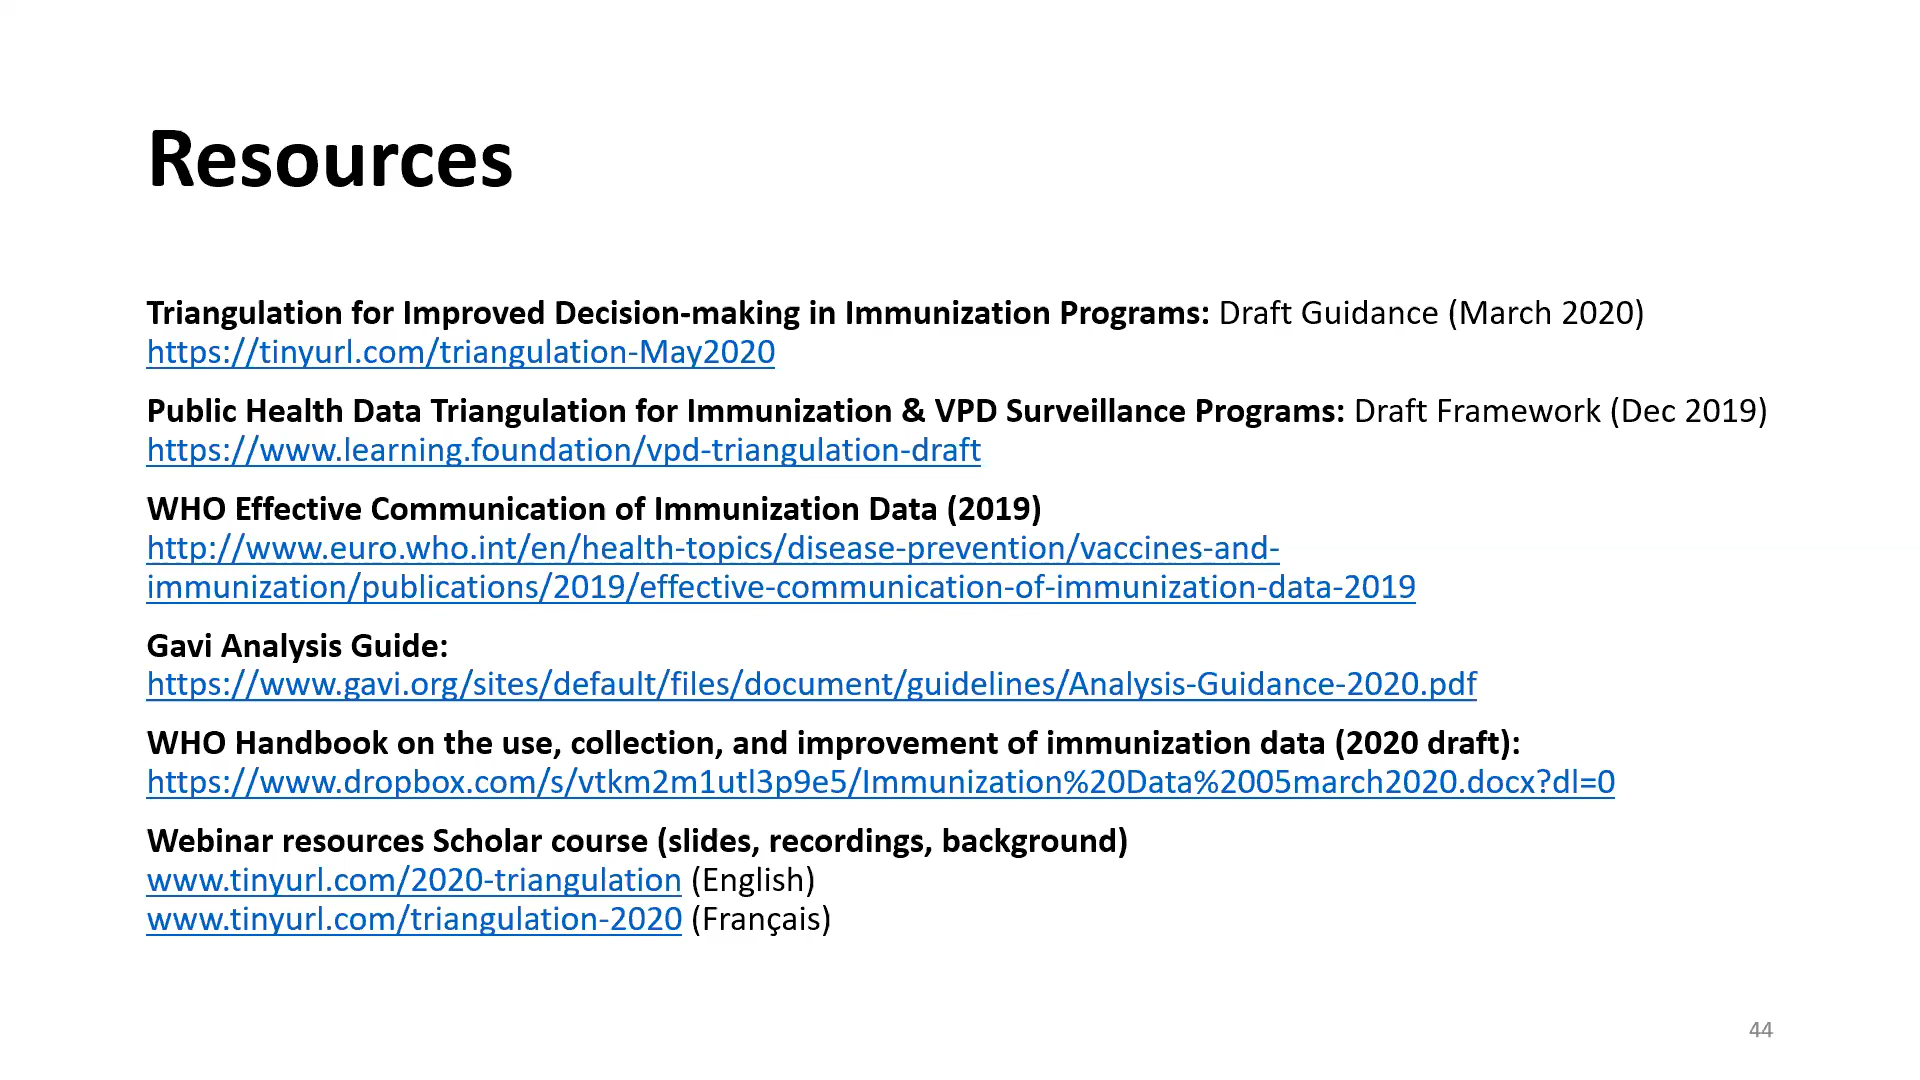 Resources
Triangulation for Improved Decision-making in Immunization Programs: Draft Guidance (March 2020)
https://tinyurl.com/triangulation-May2020
Public Health Data Triangulation for Immunization & VPD Surveillance Programs: Draft Framework (Dec 2019)
https://www.learning.foundation/vpd-triangulation-draft
WHO Effective Communication of Immunization Data (2019)
http://www.euro.who.int/en/health-topics/disease-prevention/vaccines-and-
immunization/publications/2019/effective-communication-of-immunization-data-2019
Gavi Analysis Guide:
https://www.gavi.org/sites/default/files/document/guidelines/Analysis-Guidance-2020.pdf
WHO Handbook on the use, collection, and improvement of immunization data (2020 draft):
https://www.dropbox.com/s/vtkm2m1utl3p9e5/Immunization%20Data%2005march2020.docx?dl=0
Webinar resources Scholar course (slides, recordings, background)
www.tinyurl.com/2020-triangulation (English)
www.tinyurl.com/triangulation-2020 (Français)
44